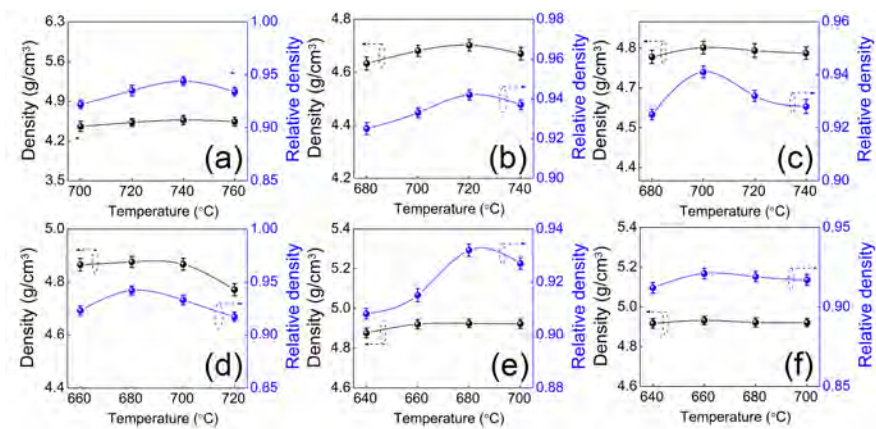 6.3
5.6
4.9
4.2
3.5
Density (g/cm³)
1.00
0.95
0.90
0.85
Relative density
(a)
700 720 740 760
Temperature (°C)
4.8
4.6
4.4
4.2
Density (g/cm³)
0.98
0.96
0.94
0.92
0.90
Relative density
(b)
680 700 720 740
Temperature (°C)
4.8
4.7
4.5
4.4
Density (g/cm³)
0.96
0.94
0.92
0.90
Relative density
(c)
680 700 720 740
Temperature (°C)
5.0
4.8
4.6
4.4
Density (g/cm³)
1.00
0.95
0.90
0.85
Relative density
(d)
660 680 700 720
Temperature (°C)
5.4
5.2
5.0
4.8
4.6
Density (g/cm³)
0.94
0.92
0.90
0.88
Relative density
(e)
640 660 680 700
Temperature (°C)
5.4
5.2
5.1
4.9
4.6
Density (g/cm³)
0.95
0.90
0.85
Relative density
(f)
640 660 680 700
Temperature (°C)